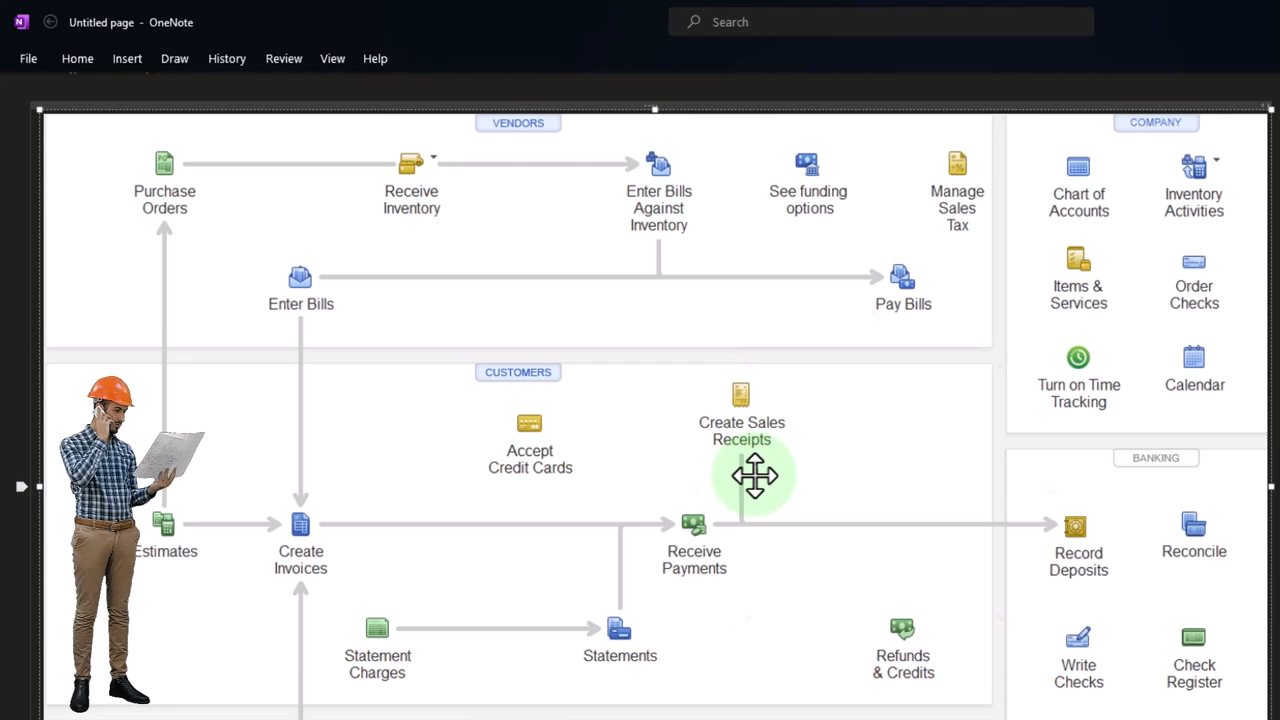 Untitled page - OneNote
Search
File Home Insert Draw History Review View Help
VENDORS
Purchase
Orders
Receive
Inventory
Enter Bills
Against
Inventory
See funding
options
Manage
Sales
Tax
Enter Bills
Pay Bills
CUSTOMERS
Accept
Credit Cards
Create Sales
Receipts
Estimates
Create
Invoices
Receive
Payments
Statement
Charges
Statements
Refunds
& Credits
COMPANY
Chart of
Accounts
Inventory
Activities
Items &
Services
Order
Checks
Turn on Time
Tracking
Calendar
BANKING
Record
Deposits
Reconcile
Write
Checks
Check
Register